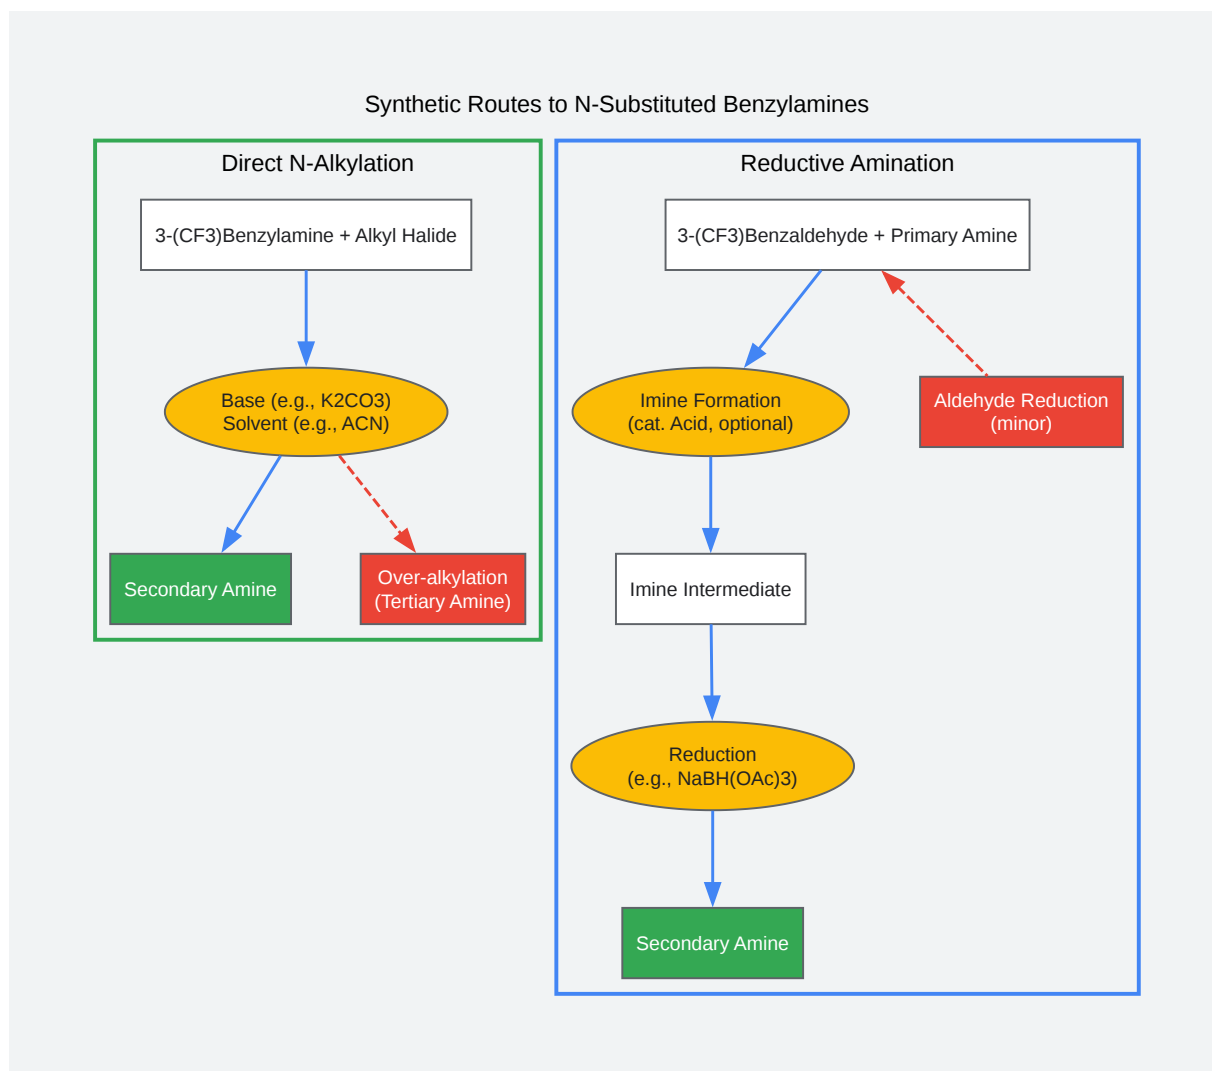 Synthetic Routes to N-Substituted Benzylamines
Direct N-Alkylation
3-(CF3)Benzylamine + Alkyl Halide
Base (e.g., K2CO3)
Solvent (e.g., ACN)
Secondary Amine
Over-alkylation
(Tertiary Amine)
Reductive Amination
3-(CF3)Benzaldehyde + Primary Amine
Imine Formation
(cat. Acid, optional)
Aldehyde Reduction
(minor)
Imine Intermediate
Reduction
(e.g., NaBH(OAc)3)
Secondary Amine